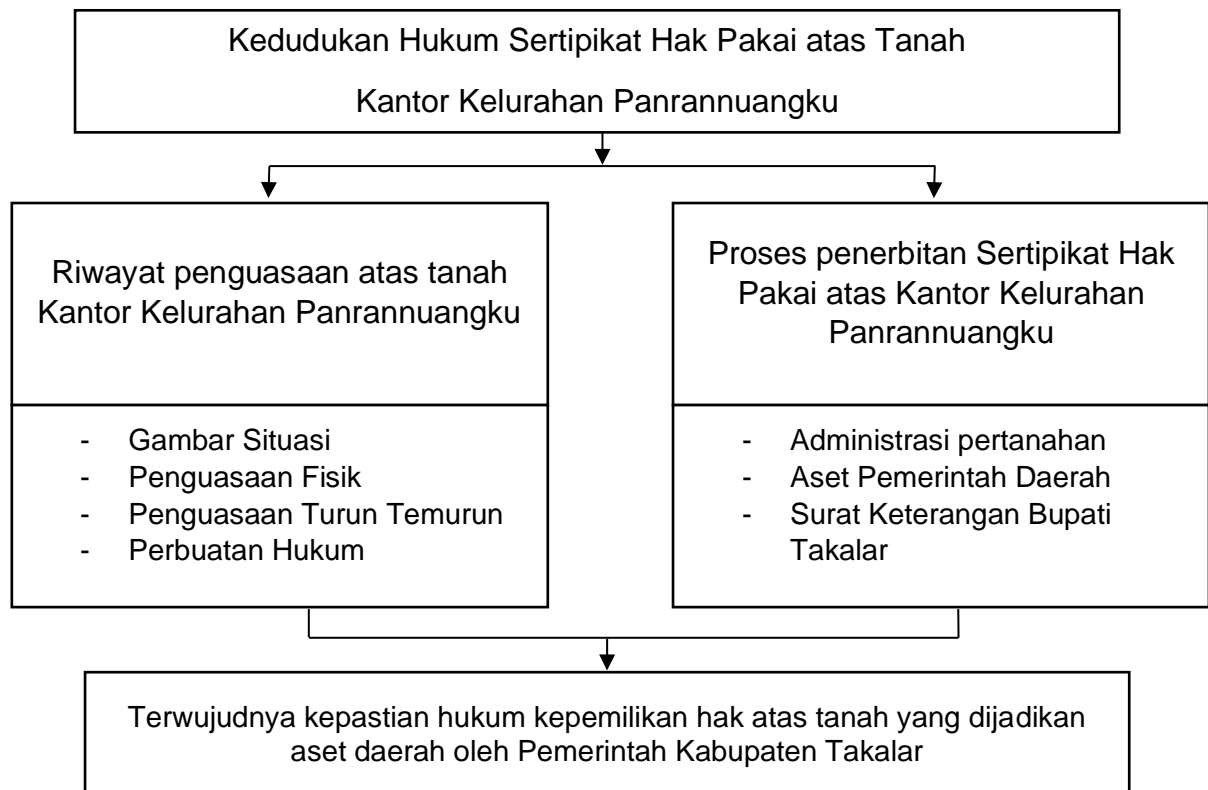 Kedudukan Hukum Sertipikat Hak Pakai atas Tanah
Kantor Kelurahan Panrannuangku
Riwayat penguasaan atas tanah
Kantor Kelurahan Panrannuangku
- Gambar Situasi
- Penguasaan Fisik
- Penguasaan Turun Temurun
- Perbuatan Hukum
Proses penerbitan Sertipikat Hak
Pakai atas Kantor Kelurahan
Panrannuangku
- Administrasi pertanahan
- Aset Pemerintah Daerah
- Surat Keterangan Bupati
Takalar
Terwujudnya kepastian hukum kepemilikan hak atas tanah yang dijadikan
aset daerah oleh Pemerintah Kabupaten Takalar